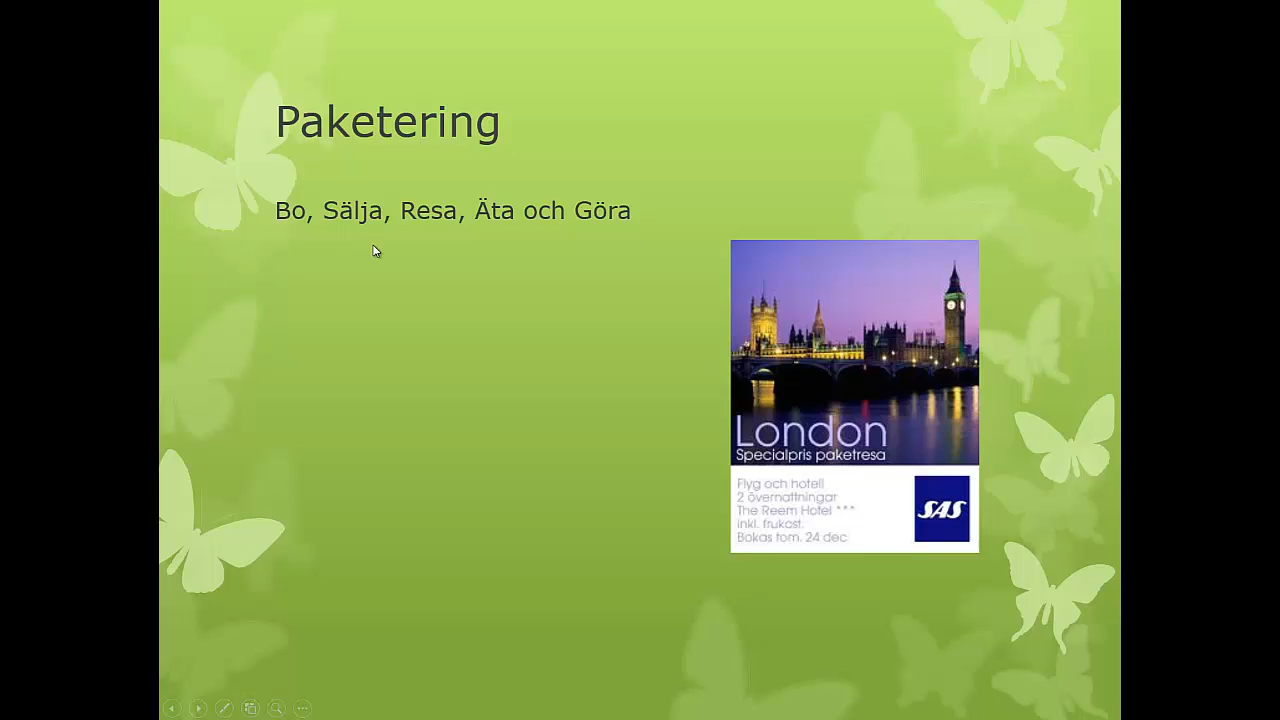 Paketering
Bo, Sälja, Resa, Äta och Göra
London
Specialpris paketresa
Flyg och hotell
2 övernattningar
The Reem Hotel ***
inkl. frukost.
Bokas tom. 24 dec
SAS